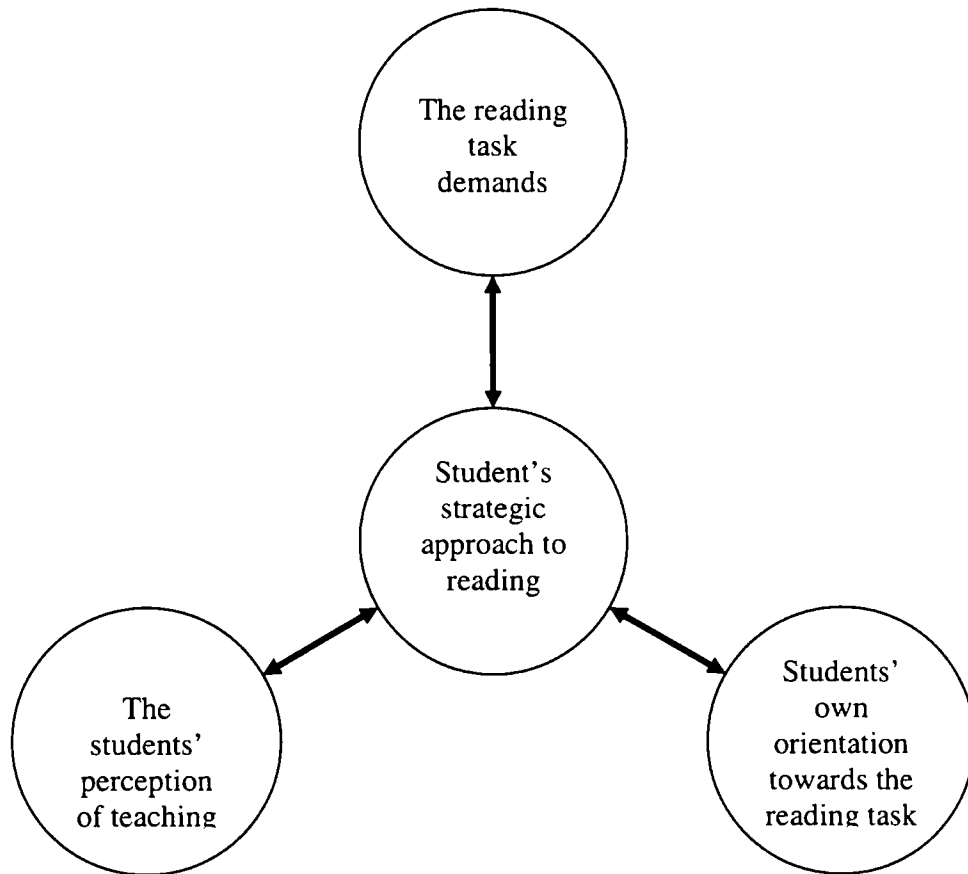 The reading
task
demands
Student’s
strategic
approach to
reading
The
students’
perception
of teaching
Students’
own
orientation
towards the
reading task